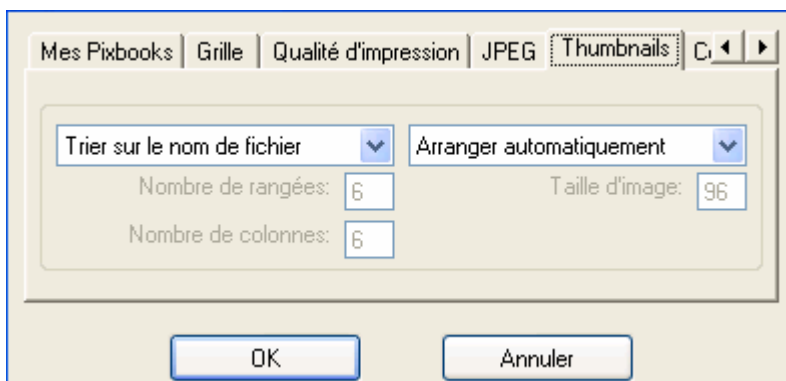 Mes Pixbooks Grille Qualité d'impression JPEG Thumbnails
Trier sur le nom de fichier Arranger automatiquement
Nombre de rangées: 6 Taille d'image: 96
Nombre de colonnes: 6
OK Annuler